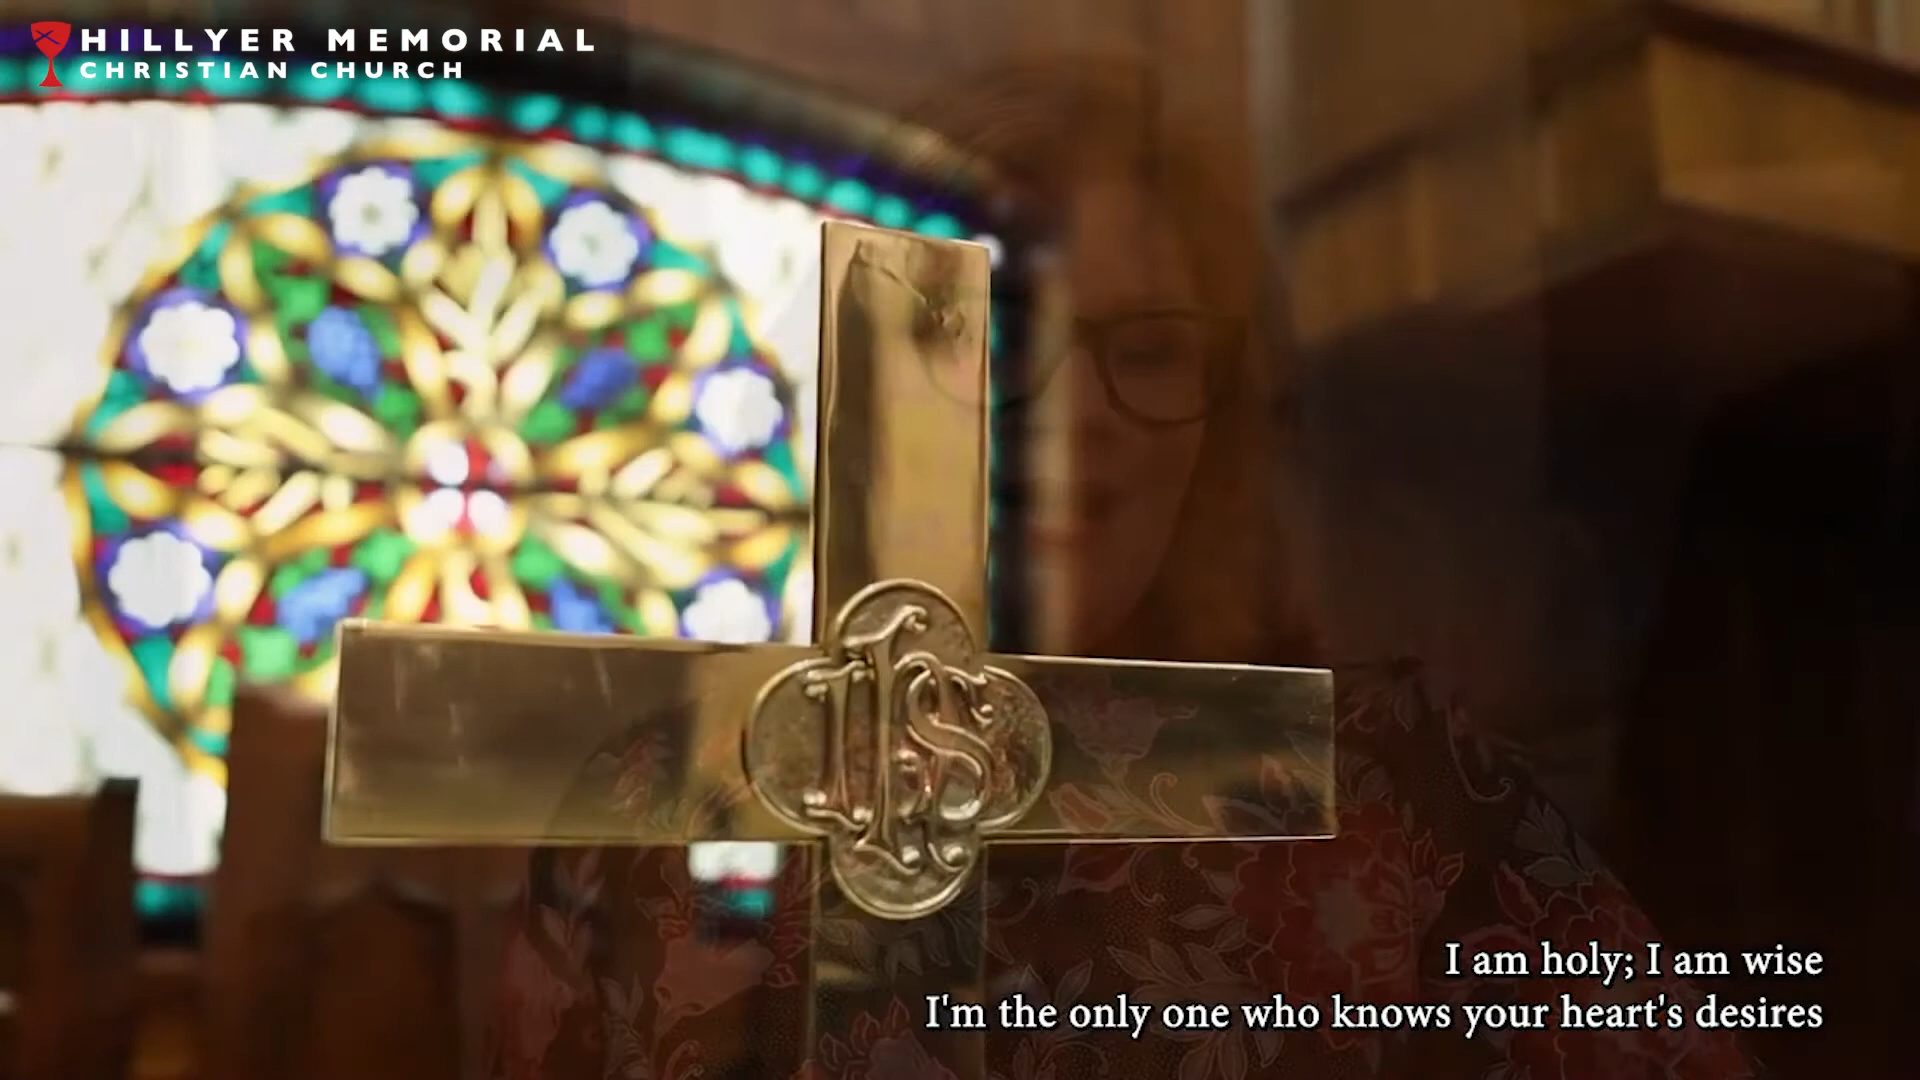 HILLYER MEMORIAL
CHRISTIAN CHURCH
IHS
I am holy; I am wise
I'm the only one who knows your heart's desires